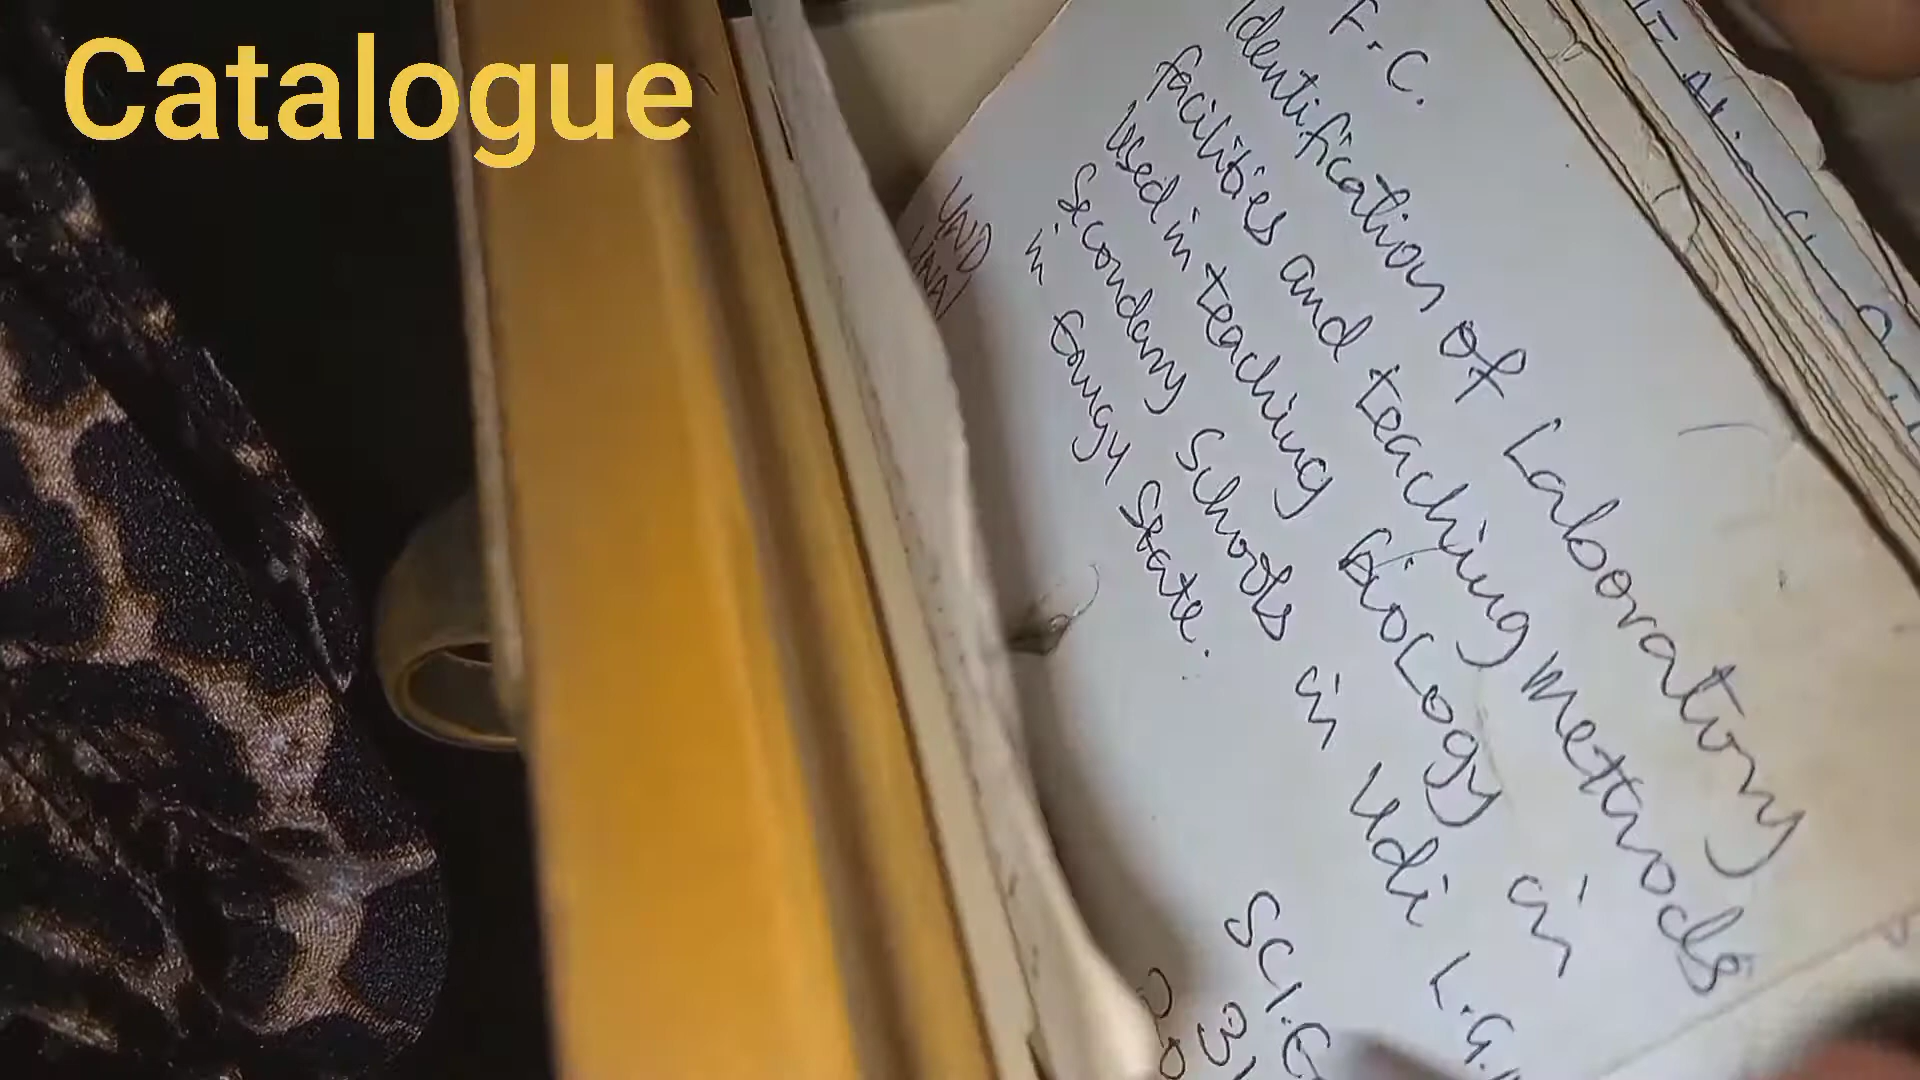 Catalogue
F.C.
Identification of Laboratory
facilities and teaching methods
used in teaching Biology in
Secondary Schools in Udi L.G.
in Enugu State.
SCI.